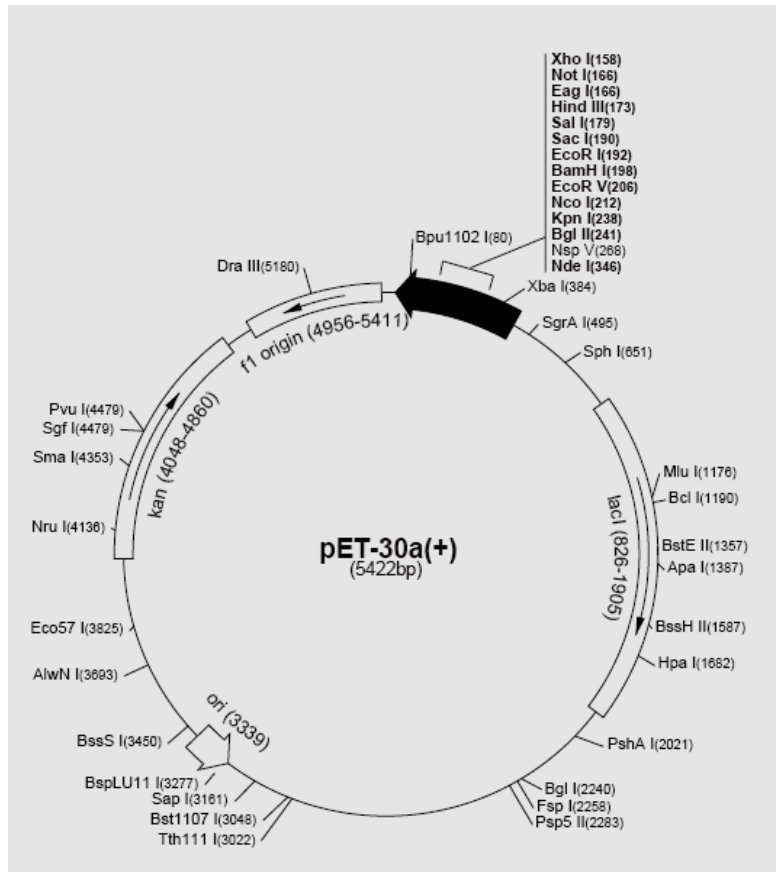 Xho I(158)
Not I(166)
Eag I(166)
Hind III(173)
Sal I(179)
Sac I(190)
EcoR I(192)
BamH I(198)
EcoR V(206)
Nco I(212)
Kpn I(238)
Bgl II(241)
Nsp V(268)
Nde I(346)
Bpu1102 I(80)
Dra III(5180)
Xba I(384)
SgrA I(495)
Sph I(651)
f1 origin (4956-5411)
Pvu I(4479)
Sgf I(4479)
Sma I(4353)
kan (4048-4860)
Nru I(4136)
Mlu I(1176)
Bcl I(1190)
BstE II(1357)
Apa I(1387)
lacI (826-1905)
BssH II(1587)
Hpa I(1682)
pET-30a(+)
(5422bp)
Eco57 I(3825)
AlwN I(3693)
ori (3339)
BssS I(3450)
PshA I(2021)
BspLU11 I(3277)
Sap I(3161)
Bst1107 I(3048)
Tth111 I(3022)
Bgl I(2240)
Fsp I(2258)
Psp5 II(2283)